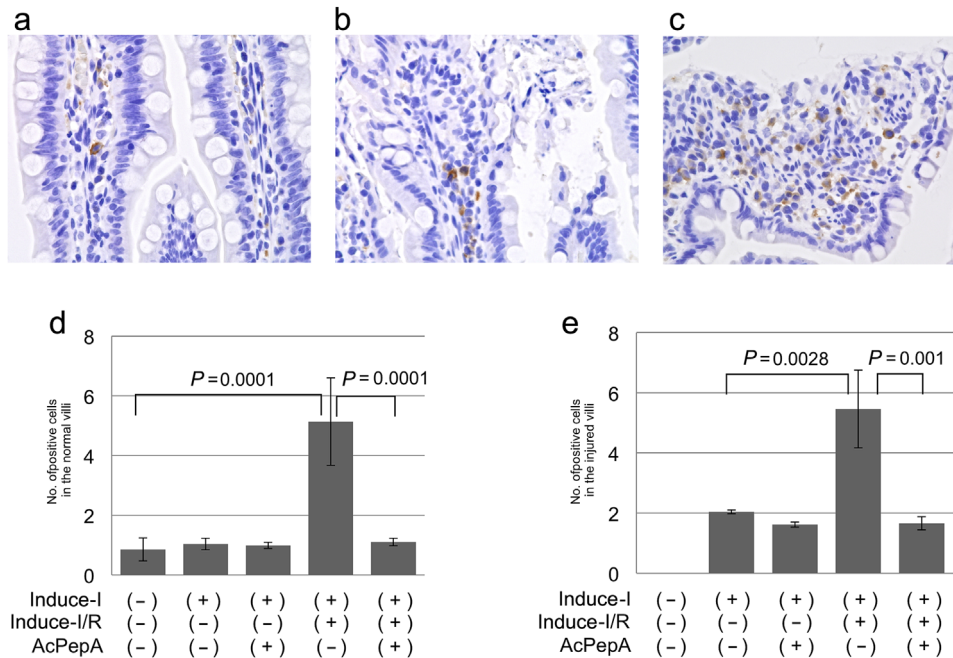 a
b
c
d
8
6
4
2
0
No. ofpositive cells
in the normal villi
P = 0.0001
P = 0.0001
Induce-I (−) (+) (+) (+) (+)
Induce-I/R (−) (−) (−) (+) (+)
AcPepA (−) (−) (+) (−) (+)
e
8
6
4
2
0
No. ofpositive cells
in the injured villi
P = 0.0028
P = 0.001
Induce-I (−) (+) (+) (+) (+)
Induce-I/R (−) (−) (−) (+) (+)
AcPepA (−) (−) (+) (−) (+)